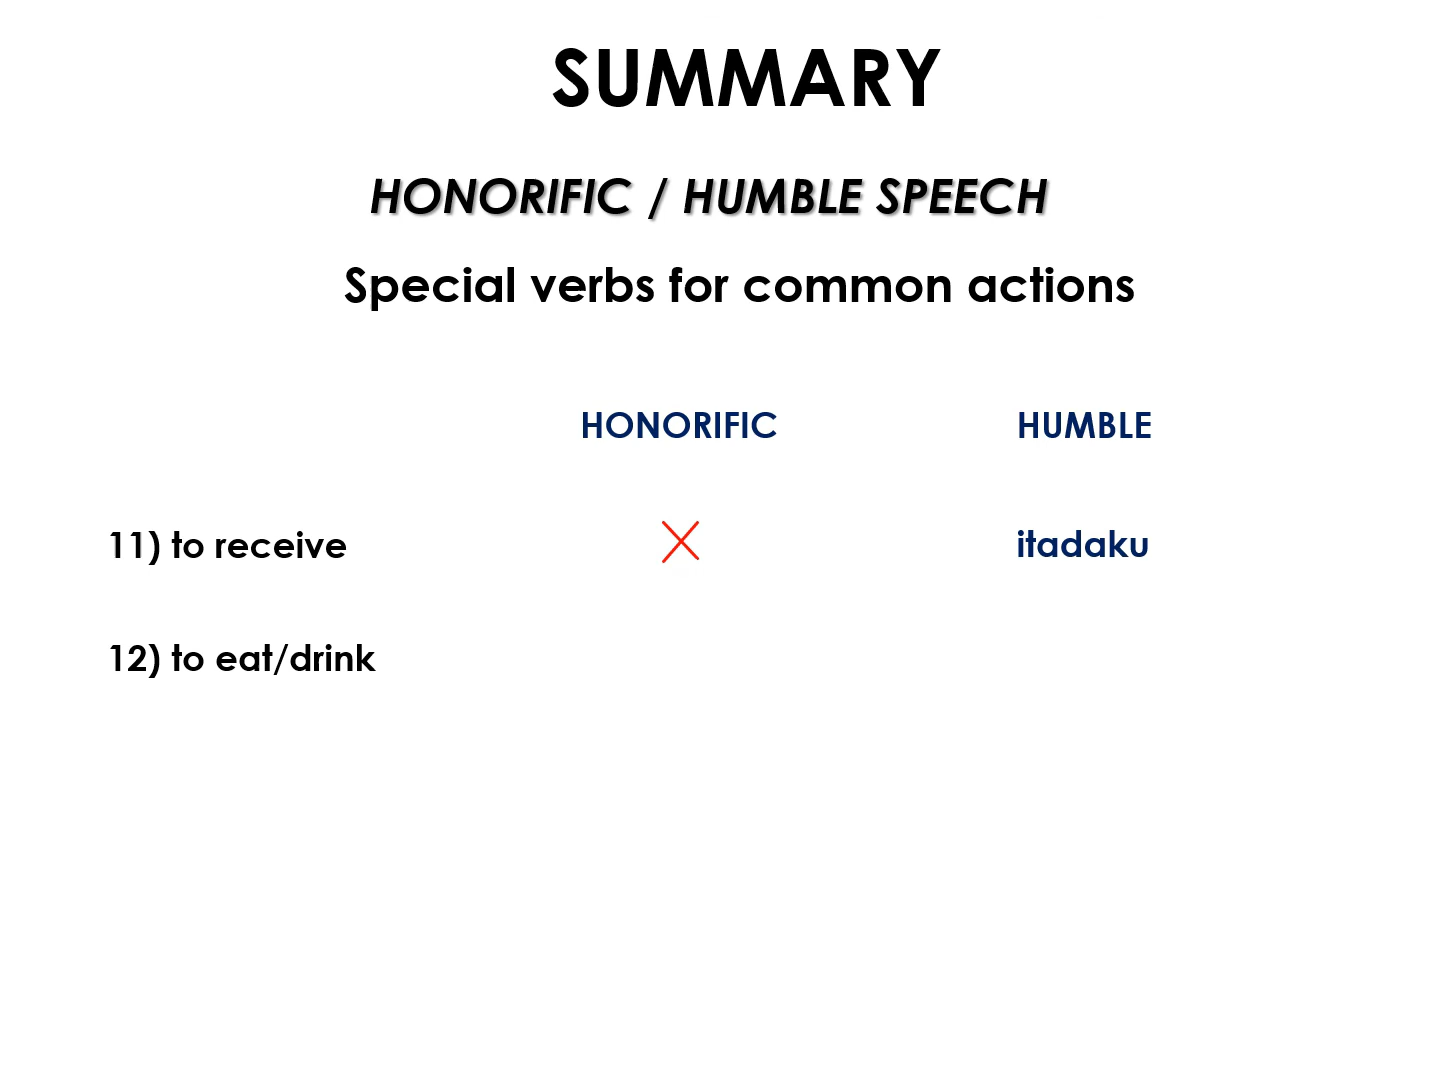 SUMMARY
HONORIFIC / HUMBLE SPEECH
Special verbs for common actions
HONORIFIC HUMBLE
11) to receive itadaku
12) to eat/drink